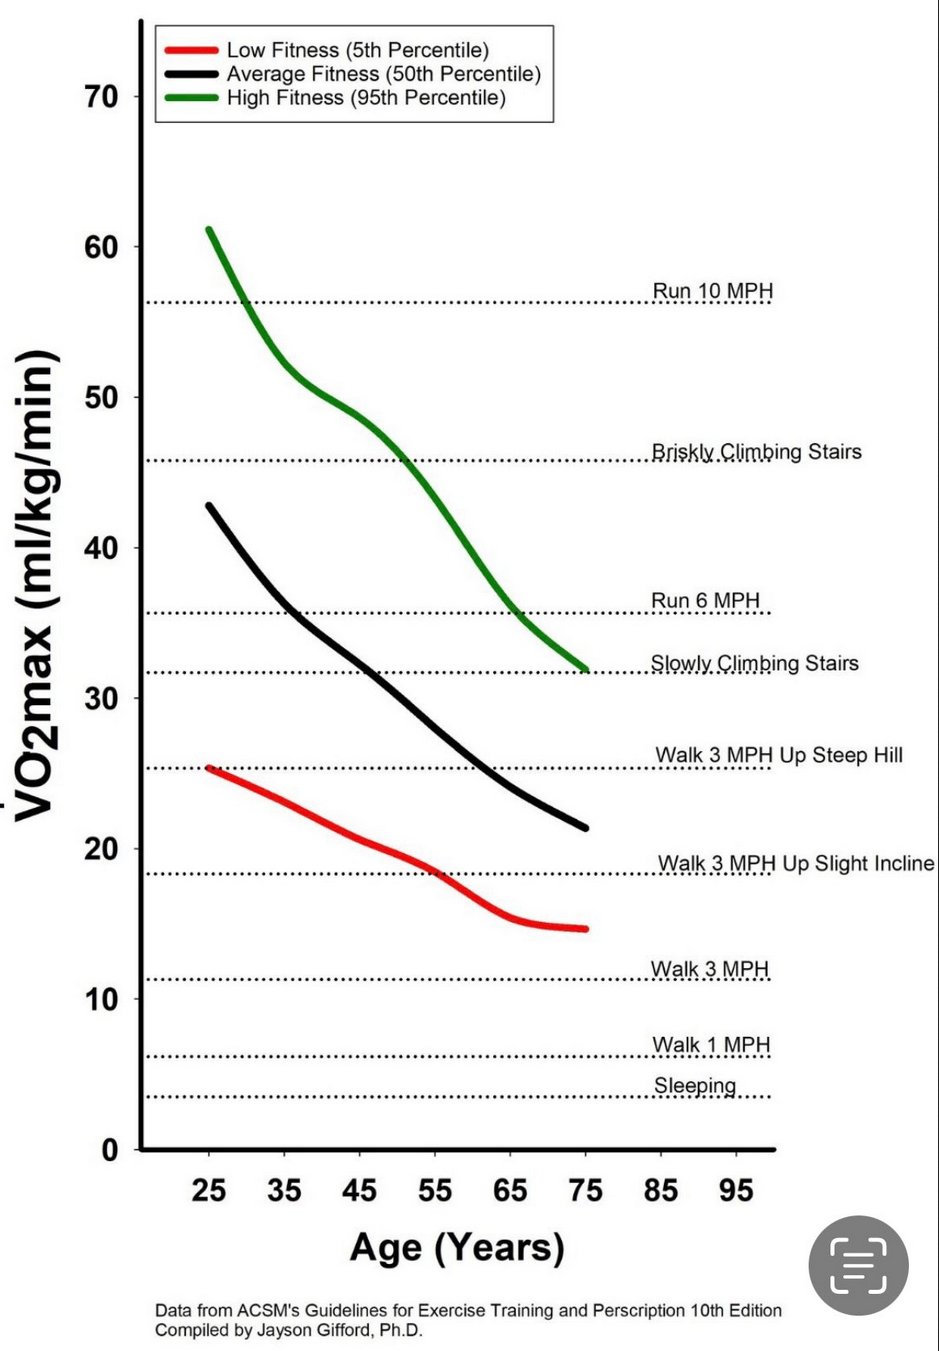 Low Fitness (5th Percentile)
Average Fitness (50th Percentile)
High Fitness (95th Percentile)
70
60
50
40
30
20
10
0
VO2max (ml/kg/min)
Run 10 MPH
Briskly Climbing Stairs
Run 6 MPH
Slowly Climbing Stairs
Walk 3 MPH Up Steep Hill
Walk 3 MPH Up Slight Incline
Walk 3 MPH
Walk 1 MPH
Sleeping
25 35 45 55 65 75 85 95
Age (Years)
Data from ACSM's Guidelines for Exercise Training and Perscription 10th Edition
Compiled by Jayson Gifford, Ph.D.